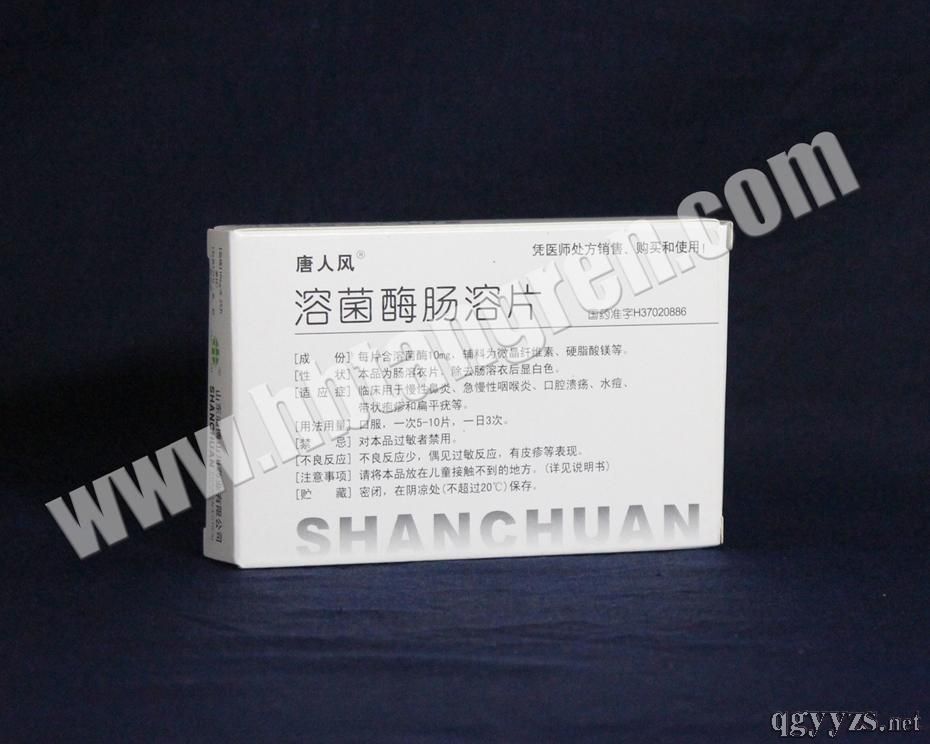 凭医师处方销售、购买和使用!
唐人风®
溶菌酶肠溶片
国药准字H37020886
[成 份] 每片含溶菌酶10mg,辅料为微晶纤维素、硬脂酸镁等。
[性 状] 本品为肠溶衣片,除去肠溶衣后显白色。
[适应症] 临床用于慢性鼻炎、急慢性咽喉炎、口腔溃疡、水痘、
带状疱疹和扁平疣等。
[用法用量] 口服,一次5-10片,一日3次。
[禁 忌] 对本品过敏者禁用。
[不良反应] 不良反应少,偶见过敏反应,有皮疹等表现。
[注意事项] 请将本品放在儿童接触不到的地方。(详见说明书)
[贮 藏] 密闭,在阴凉处(不超过20℃)保存。
SHANCHUAN
SHANCHUAN
www.hntangren.com
qgyyzs.net